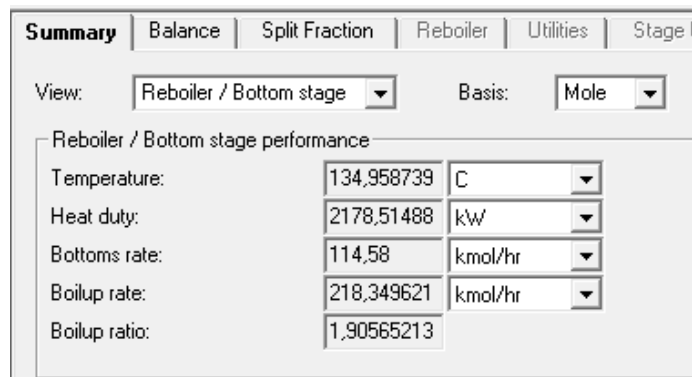 Summary Balance Split Fraction Reboiler Utilities Stage
View: Reboiler / Bottom stage Basis: Mole
Reboiler / Bottom stage performance
Temperature: 134,958739 C
Heat duty: 2178,51488 kW
Bottoms rate: 114,58 kmol/hr
Boilup rate: 218,349621 kmol/hr
Boilup ratio: 1,90565213